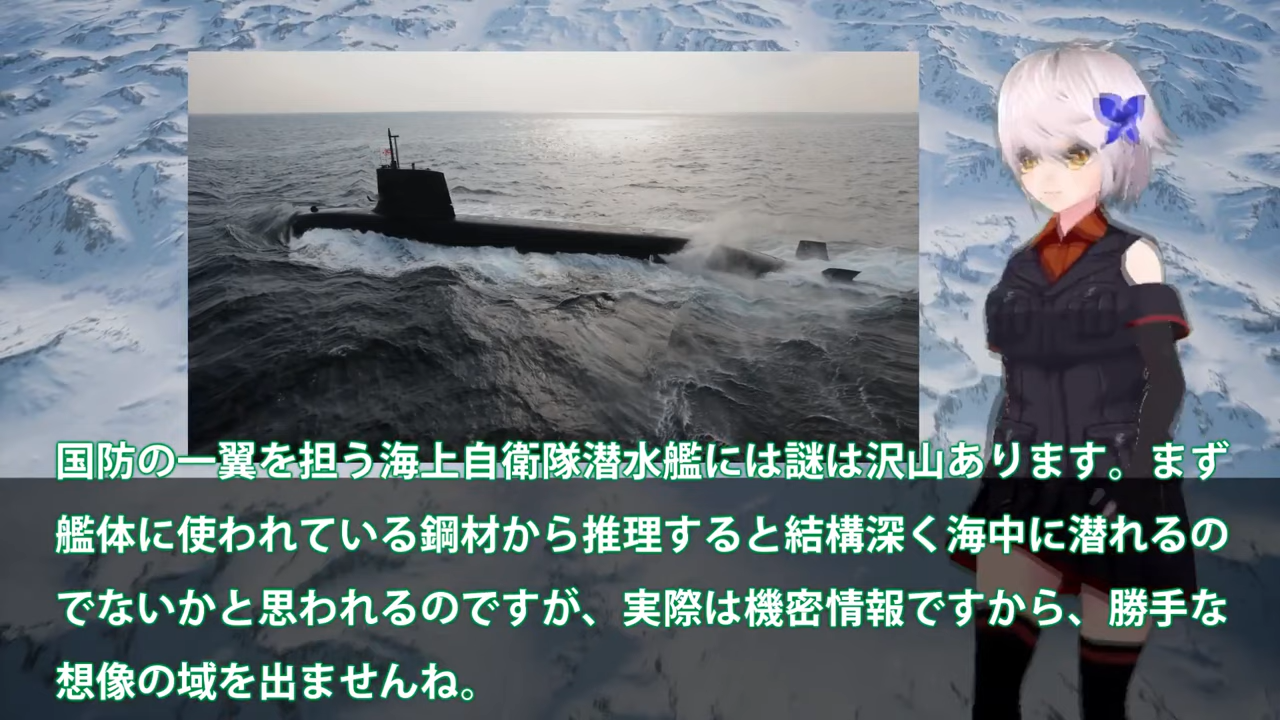 国防の一翼を担う海上自衛隊潜水艦には謎は沢山あります。まず
艦体に使われている鋼材から推理すると結構深く海中に潜れるの
でないかと思われるのですが、実際は機密情報ですから、勝手な
想像の域を出ませんね。